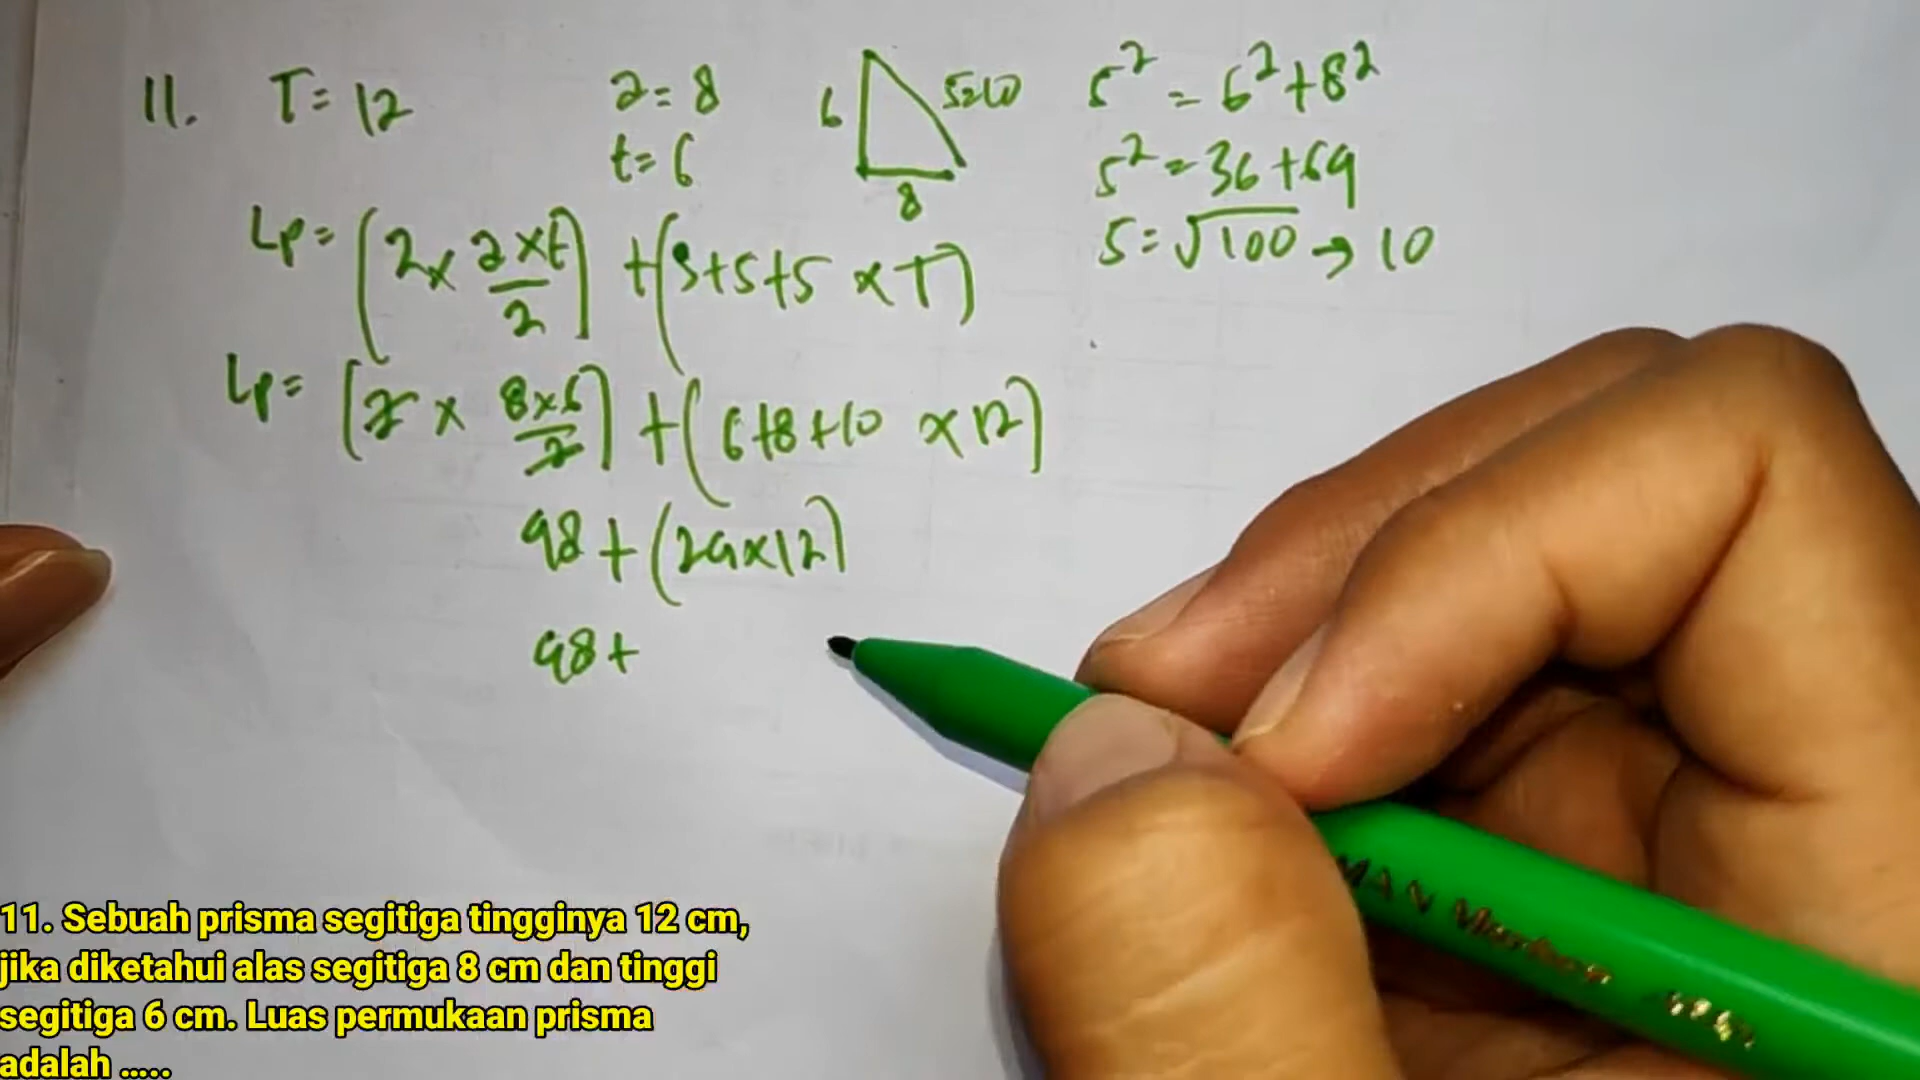 11. T = 12 a = 8 6 s=10 s² = 6² + 8²
t = 6 8 s² = 36 + 64
s = √100 → 10
Lp = (2 × a×t/2) + (s+s+s × T)
Lp = (2 × 8×6/2) + (6+8+10 × 12)
48 + (24×12)
48 +
MAN
11. Sebuah prisma segitiga tingginya 12 cm,
jika diketahui alas segitiga 8 cm dan tinggi
segitiga 6 cm. Luas permukaan prisma
adalah .....